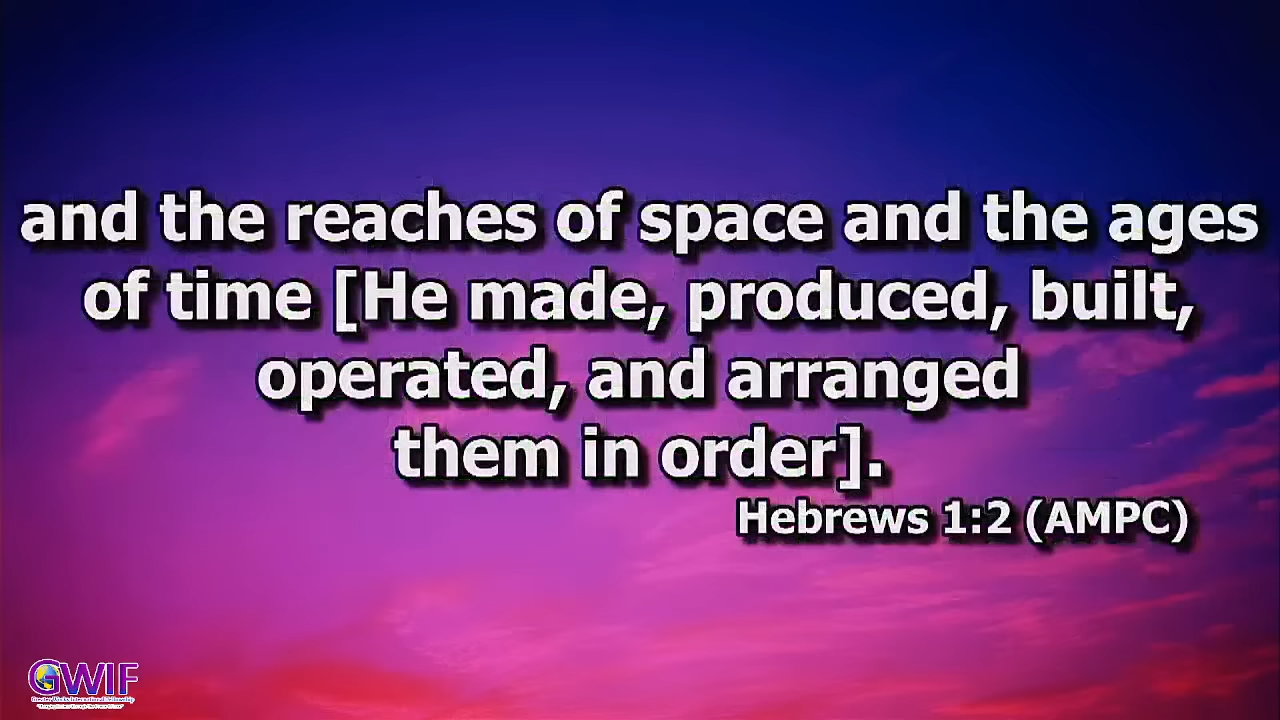 and the reaches of space and the ages
of time [He made, produced, built,
operated, and arranged
them in order].
Hebrews 1:2 (AMPC)
GWIF